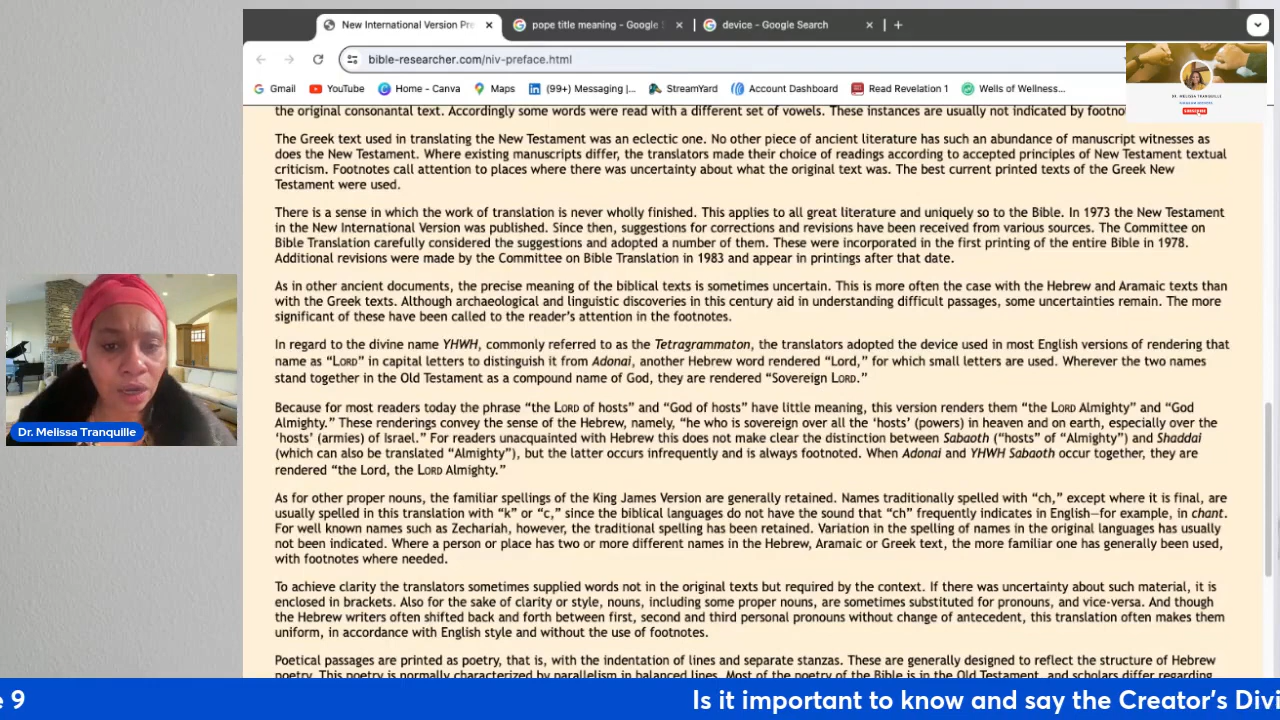 New International Version Pre
pope title meaning - Google S
device - Google Search
bible-researcher.com/niv-preface.html
Gmail
YouTube
Home - Canva
Maps
(99+) Messaging |...
StreamYard
Account Dashboard
Read Revelation 1
Wells of Wellness...
DR. MELISSA TRANQUILLE
SUBSCRIBE
the original consonantal text. Accordingly some words were read with a different set of vowels. These instances are usually not indicated by footno
The Greek text used in translating the New Testament was an eclectic one. No other piece of ancient literature has such an abundance of manuscript witnesses as
does the New Testament. Where existing manuscripts differ, the translators made their choice of readings according to accepted principles of New Testament textual
criticism. Footnotes call attention to places where there was uncertainty about what the original text was. The best current printed texts of the Greek New
Testament were used.
There is a sense in which the work of translation is never wholly finished. This applies to all great literature and uniquely so to the Bible. In 1973 the New Testament
in the New International Version was published. Since then, suggestions for corrections and revisions have been received from various sources. The Committee on
Bible Translation carefully considered the suggestions and adopted a number of them. These were incorporated in the first printing of the entire Bible in 1978.
Additional revisions were made by the Committee on Bible Translation in 1983 and appear in printings after that date.
As in other ancient documents, the precise meaning of the biblical texts is sometimes uncertain. This is more often the case with the Hebrew and Aramaic texts than
with the Greek texts. Although archaeological and linguistic discoveries in this century aid in understanding difficult passages, some uncertainties remain. The more
significant of these have been called to the reader's attention in the footnotes.
In regard to the divine name YHWH, commonly referred to as the Tetragrammaton, the translators adopted the device used in most English versions of rendering that
name as "LORD" in capital letters to distinguish it from Adonai, another Hebrew word rendered "Lord," for which small letters are used. Wherever the two names
stand together in the Old Testament as a compound name of God, they are rendered "Sovereign LORD."
Because for most readers today the phrase "the LORD of hosts" and "God of hosts" have little meaning, this version renders them "the LORD Almighty" and "God
Almighty." These renderings convey the sense of the Hebrew, namely, "he who is sovereign over all the 'hosts' (powers) in heaven and on earth, especially over the
'hosts' (armies) of Israel." For readers unacquainted with Hebrew this does not make clear the distinction between Sabaoth ("hosts" of "Almighty") and Shaddai
(which can also be translated "Almighty"), but the latter occurs infrequently and is always footnoted. When Adonai and YHWH Sabaoth occur together, they are
rendered "the Lord, the LORD Almighty."
As for other proper nouns, the familiar spellings of the King James Version are generally retained. Names traditionally spelled with "ch," except where it is final, are
usually spelled in this translation with "k" or "c," since the biblical languages do not have the sound that "ch" frequently indicates in English—for example, in chant.
For well known names such as Zechariah, however, the traditional spelling has been retained. Variation in the spelling of names in the original languages has usually
not been indicated. Where a person or place has two or more different names in the Hebrew, Aramaic or Greek text, the more familiar one has generally been used,
with footnotes where needed.
To achieve clarity the translators sometimes supplied words not in the original texts but required by the context. If there was uncertainty about such material, it is
enclosed in brackets. Also for the sake of clarity or style, nouns, including some proper nouns, are sometimes substituted for pronouns, and vice-versa. And though
the Hebrew writers often shifted back and forth between first, second and third personal pronouns without change of antecedent, this translation often makes them
uniform, in accordance with English style and without the use of footnotes.
Poetical passages are printed as poetry, that is, with the indentation of lines and separate stanzas. These are generally designed to reflect the structure of Hebrew
poetry. This poetry is normally characterized by parallelism in balanced lines. Most of the poetry of the Bible is in the Old Testament, and scholars differ regarding
Dr. Melissa Tranquille
e 9
Is it important to know and say the Creator's Divi